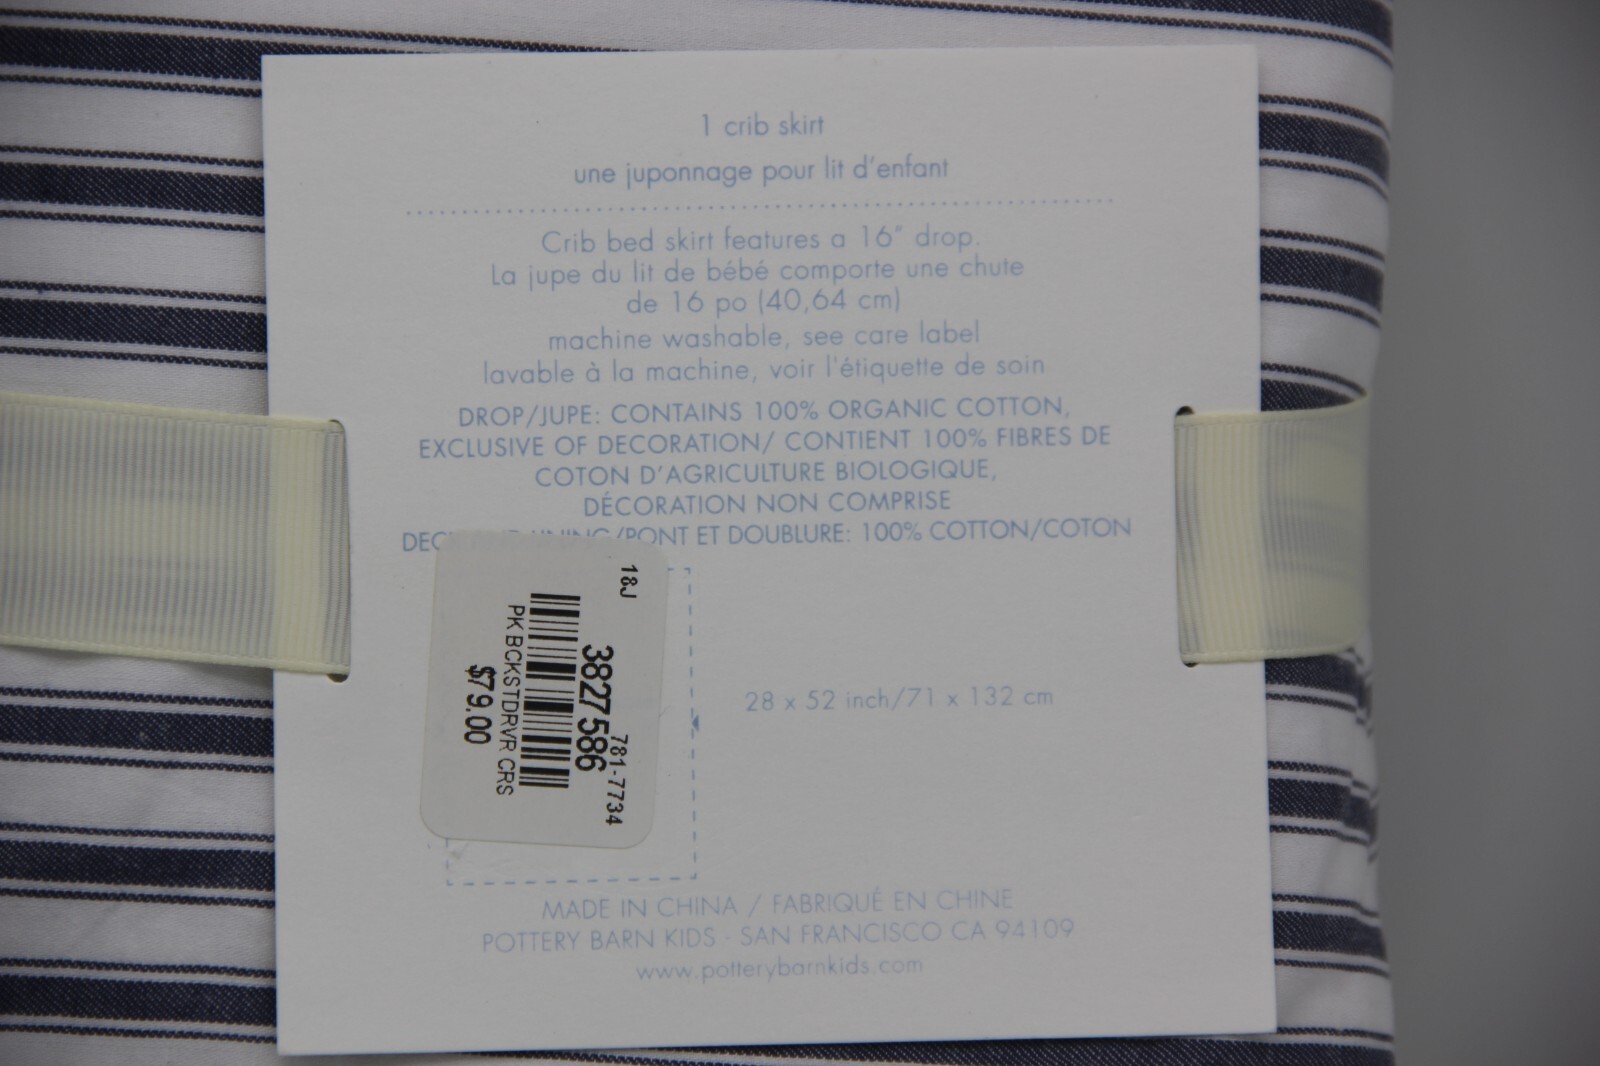 1 crib skirt
une juponnage pour lit d'enfant
Crib bed skirt features a 16" drop.
La jupe du lit de bébé comporte une chute
de 16 po (40,64 cm)
machine washable, see care label
lavable à la machine, voir l'étiquette de soin
DROP/JUPE: CONTAINS 100% ORGANIC COTTON,
EXCLUSIVE OF DECORATION/ CONTIENT 100% FIBRES DE
COTON D'AGRICULTURE BIOLOGIQUE,
DÉCORATION NON COMPRISE
/PONT ET DOUBLURE: 100% COTTON/COTON
18J
781-7734
3827586
PK BCKSTDRVR CRS
$79.00
28 x 52 inch/71 x 132 cm
MADE IN CHINA / FABRIQUÉ EN CHINE
POTTERY BARN KIDS · SAN FRANCISCO CA 94109
www.potterybarnkids.com